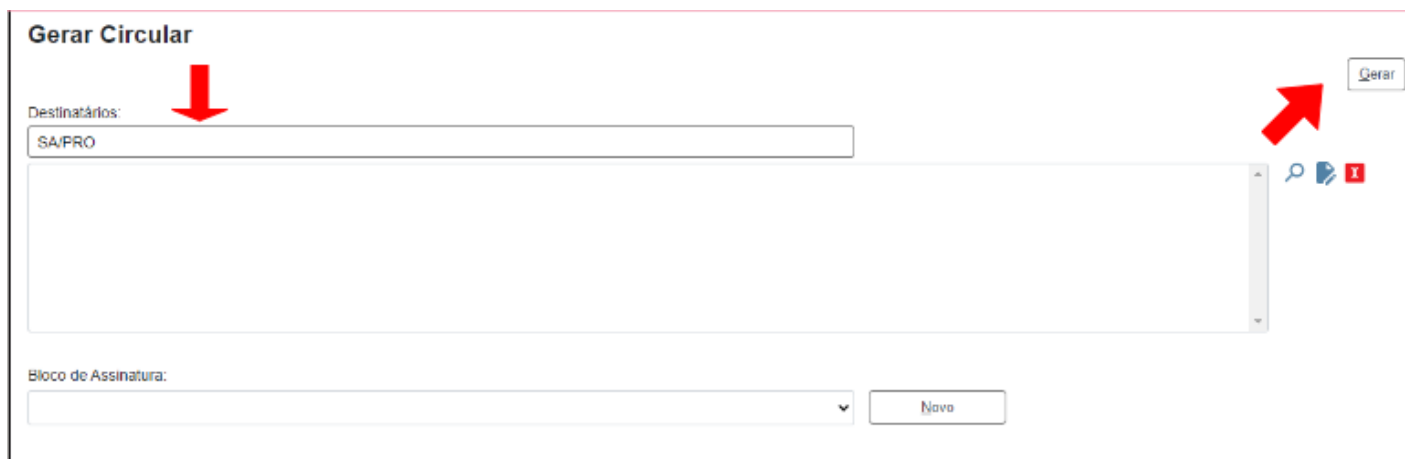 Gerar Circular
Gerar
Destinatários:
SA/PRO
Bloco de Assinatura:
Novo